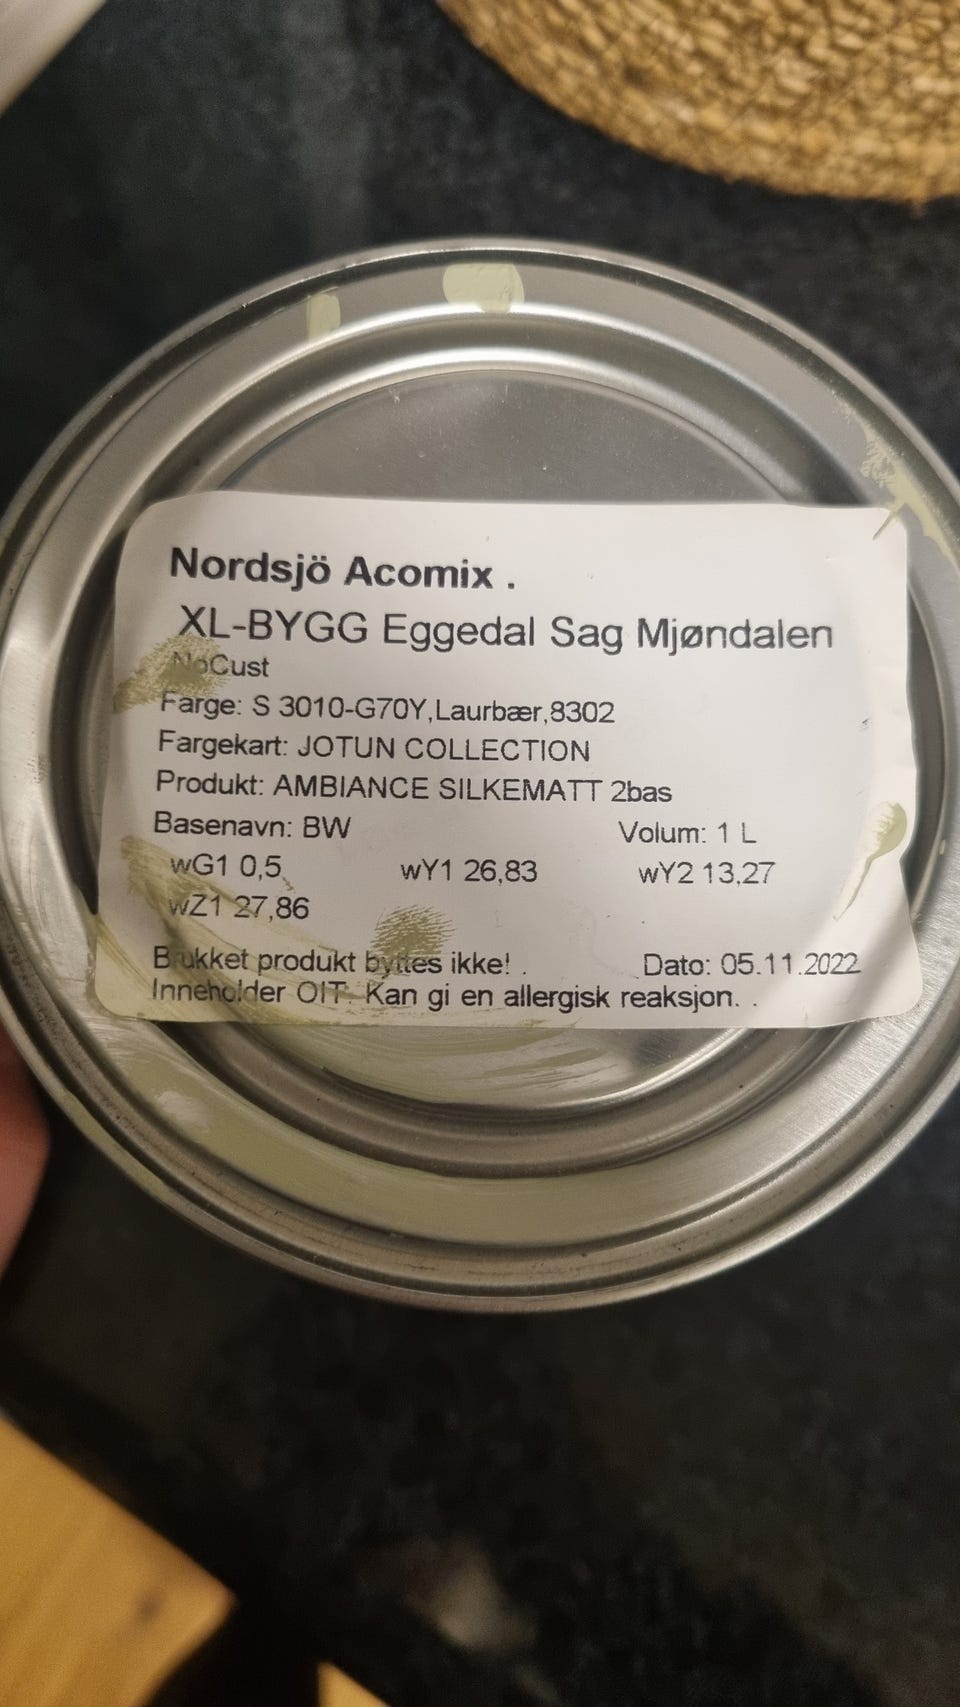 Nordsjö Acomix .
XL-BYGG Eggedal Sag Mjøndalen
NoCust
Farge: S 3010-G70Y,Laurbær,8302
Fargekart: JOTUN COLLECTION
Produkt: AMBIANCE SILKEMATT 2bas
Basenavn: BW Volum: 1 L
wG1 0,5 wY1 26,83 wY2 13,27
wZ1 27,86
Brukket produkt byttes ikke! . Dato: 05.11.2022
Inneholder OIT. Kan gi en allergisk reaksjon. .